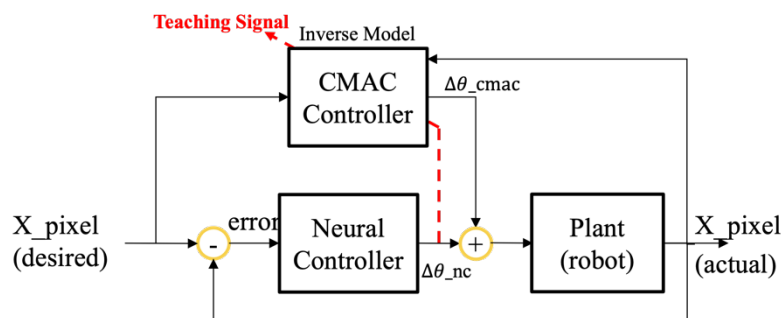 Teaching Signal
Inverse Model
CMAC
Controller
Δθ_cmac
X_pixel
(desired)
-
error
Neural
Controller
Δθ_nc
+
Plant
(robot)
X_pixel
(actual)